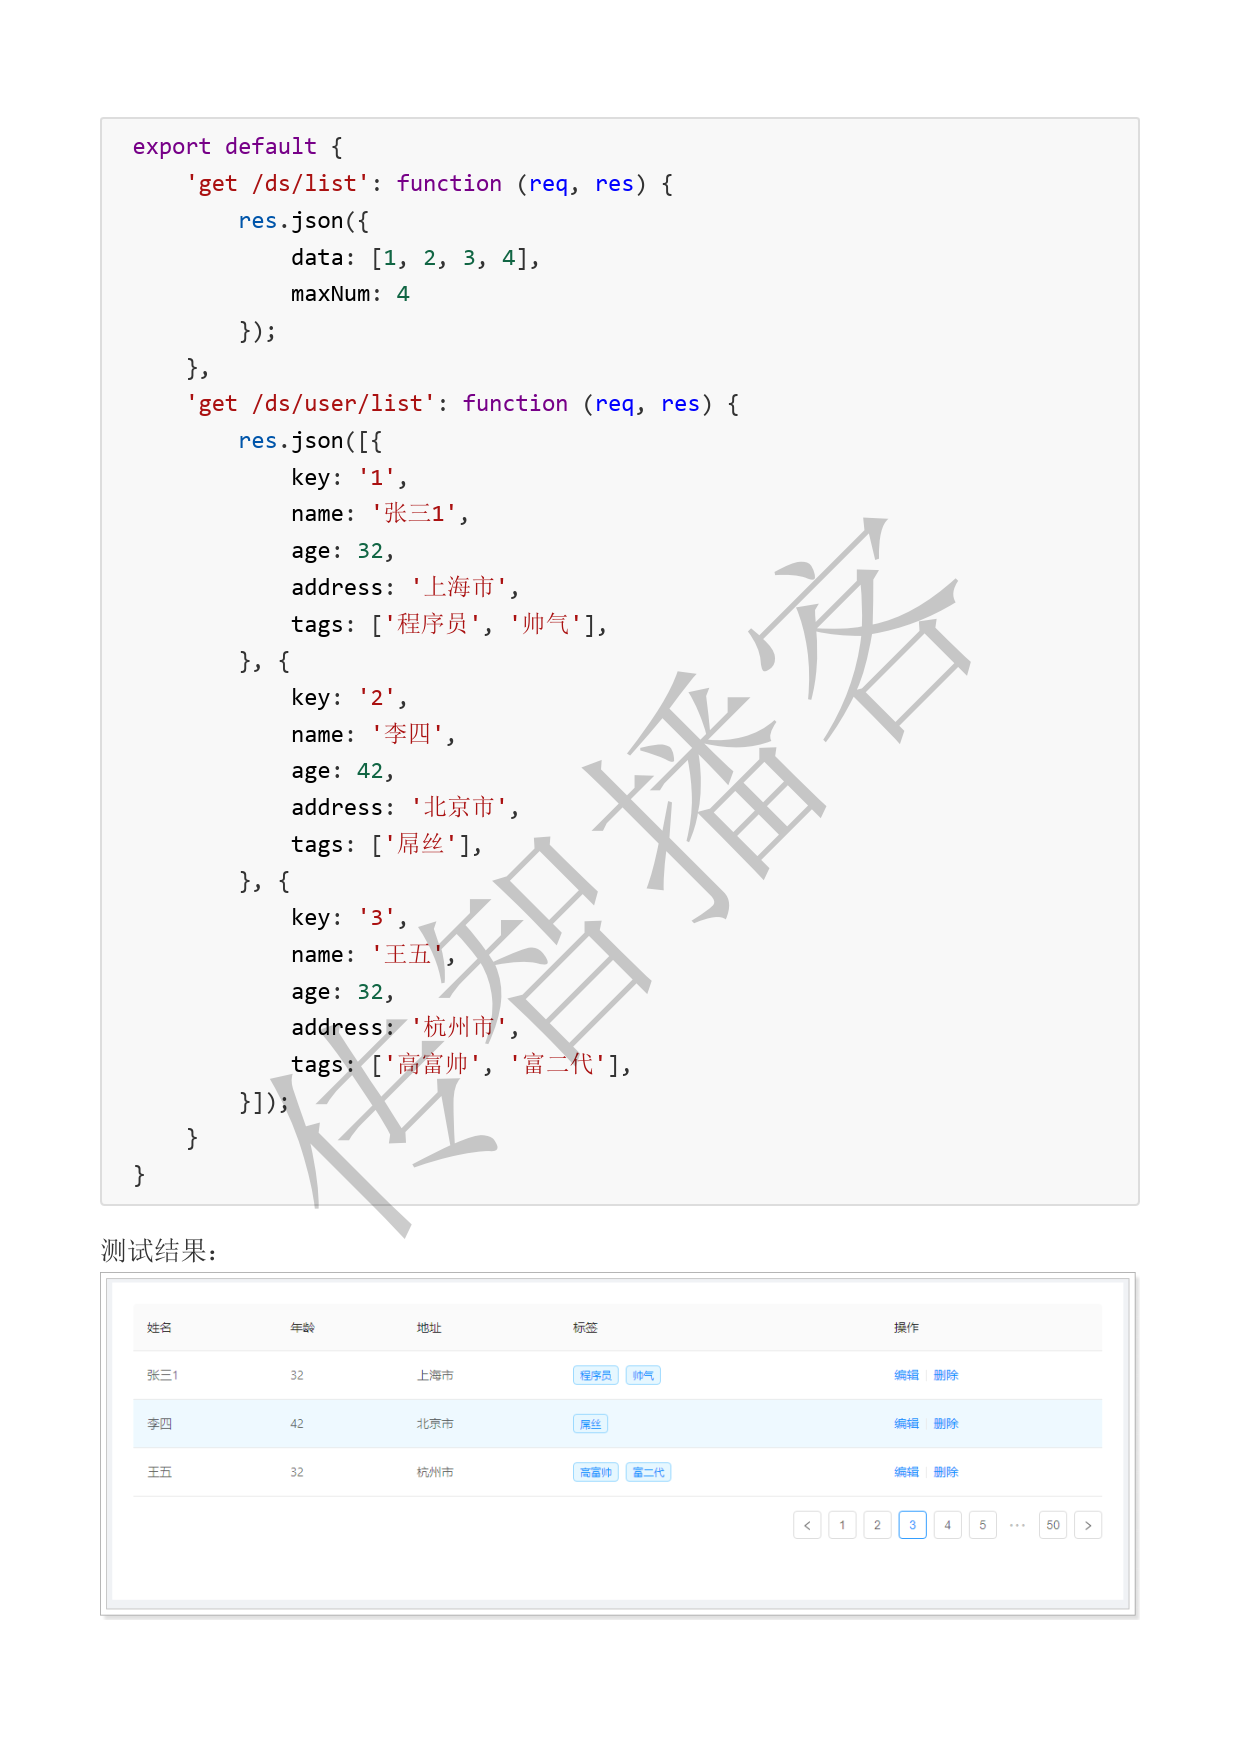 export default {
    'get /ds/list': function (req, res) {
        res.json({
            data: [1, 2, 3, 4],
            maxNum: 4
        });
    },
    'get /ds/user/list': function (req, res) {
        res.json([{
            key: '1',
            name: '张三1',
            age: 32,
            address: '上海市',
            tags: ['程序员', '帅气'],
        }, {
            key: '2',
            name: '李四',
            age: 42,
            address: '北京市',
            tags: ['屌丝'],
        }, {
            key: '3',
            name: '王五',
            age: 32,
            address: '杭州市',
            tags: ['高富帅', '富二代'],
        }]);
    }
}
传智播客
测试结果：
姓名 年龄 地址 标签 操作
张三1 32 上海市 程序员 帅气 编辑 删除
李四 42 北京市 屌丝 编辑 删除
王五 32 杭州市 高富帅 富二代 编辑 删除
< 1 2 3 4 5 ··· 50 >